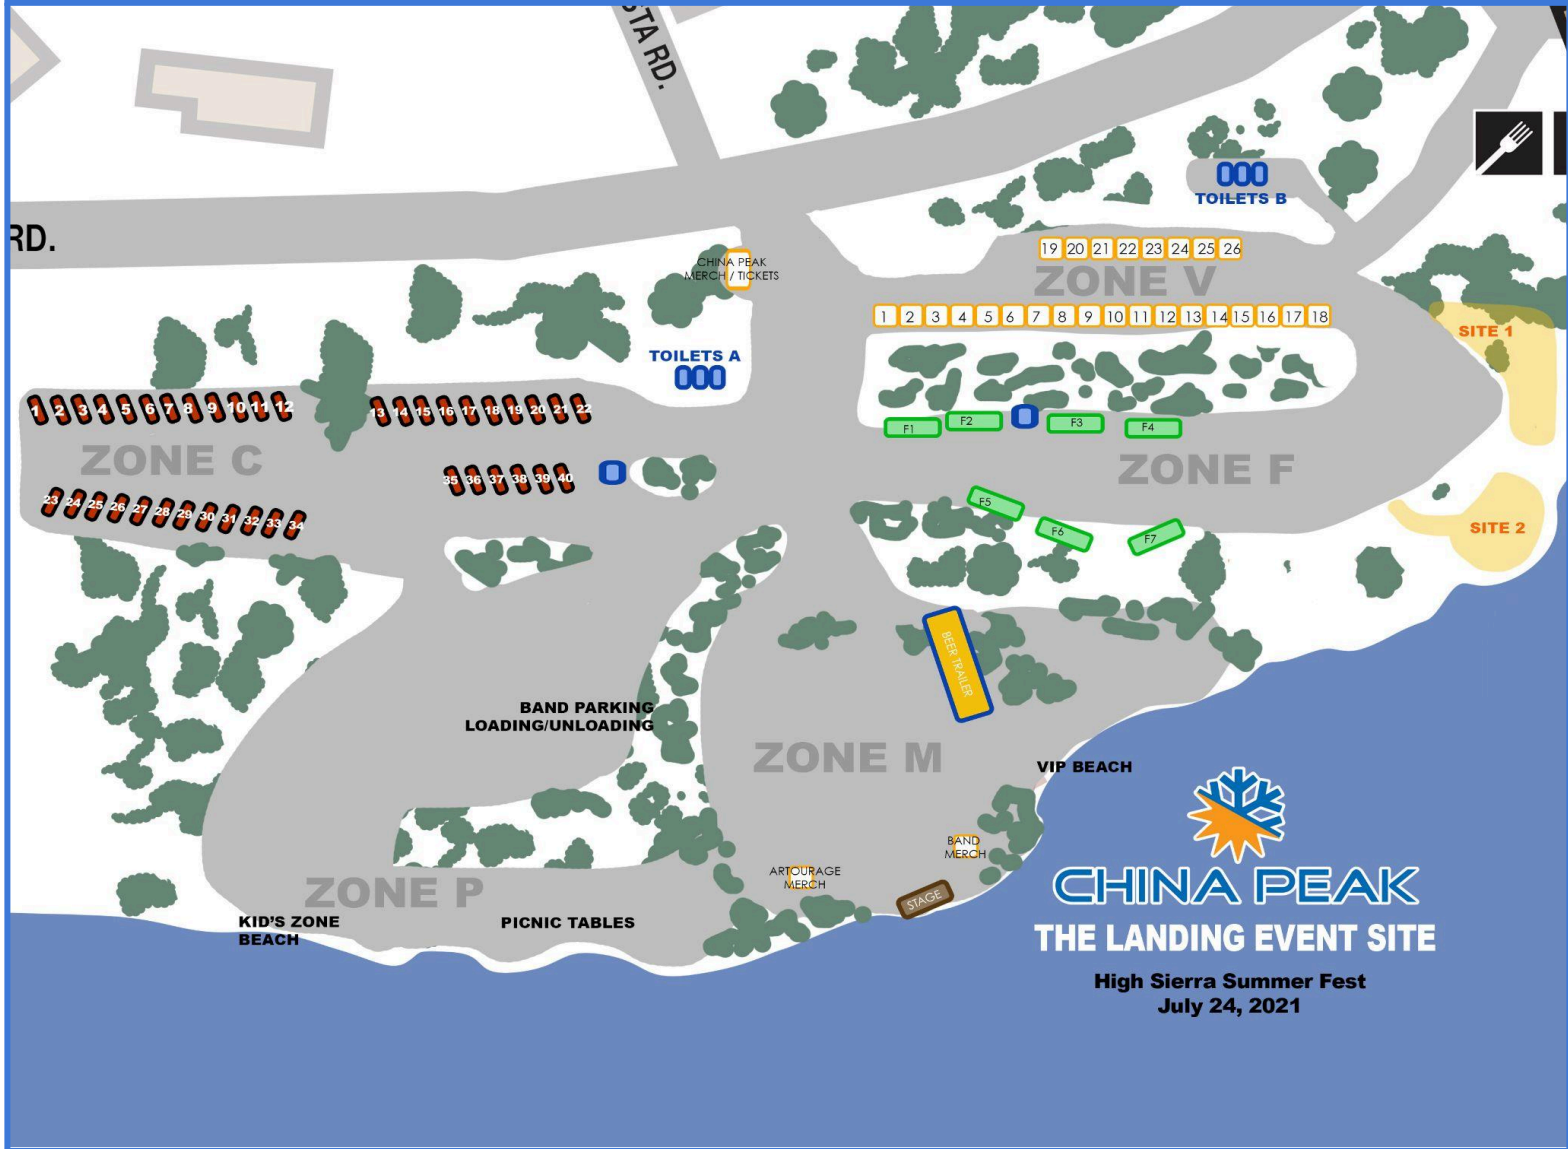 STA RD.
RD.
TOILETS B
19 20 21 22 23 24 25 26
CHINA PEAK
MERCH / TICKETS
ZONE V
1 2 3 4 5 6 7 8 9 10 11 12 13 14 15 16 17 18
SITE 1
TOILETS A
1 2 3 4 5 6 7 8 9 10 11 12
13 14 15 16 17 18 19 20 21 22
F1 F2 F3 F4
ZONE C
ZONE F
35 36 37 38 39 40
23 24 25 26 27 28 29 30 31 32 33 34
F5
F6
F7
SITE 2
BEER TRAILER
BAND PARKING
LOADING/UNLOADING
ZONE M
VIP BEACH
BAND
MERCH
ARTOURAGE
MERCH
STAGE
ZONE P
KID'S ZONE
BEACH
PICNIC TABLES
CHINA PEAK
THE LANDING EVENT SITE
High Sierra Summer Fest
July 24, 2021